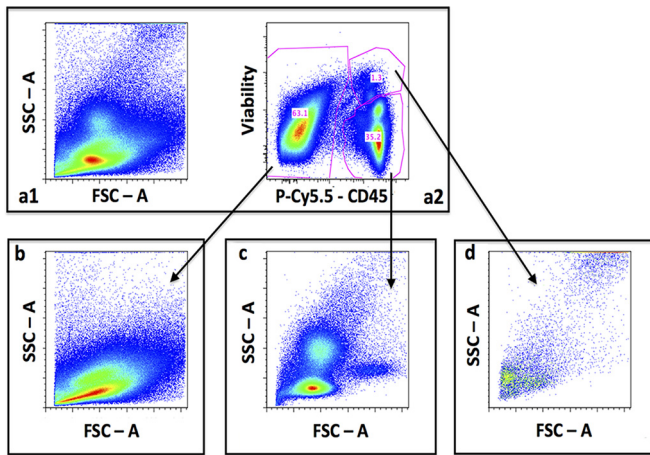 SSC – A
FSC – A
a1
Viability
63.1
1.3
35.2
P-Cy5.5 - CD45
a2
b
SSC – A
FSC – A
c
SSC – A
FSC – A
d
SSC – A
FSC – A